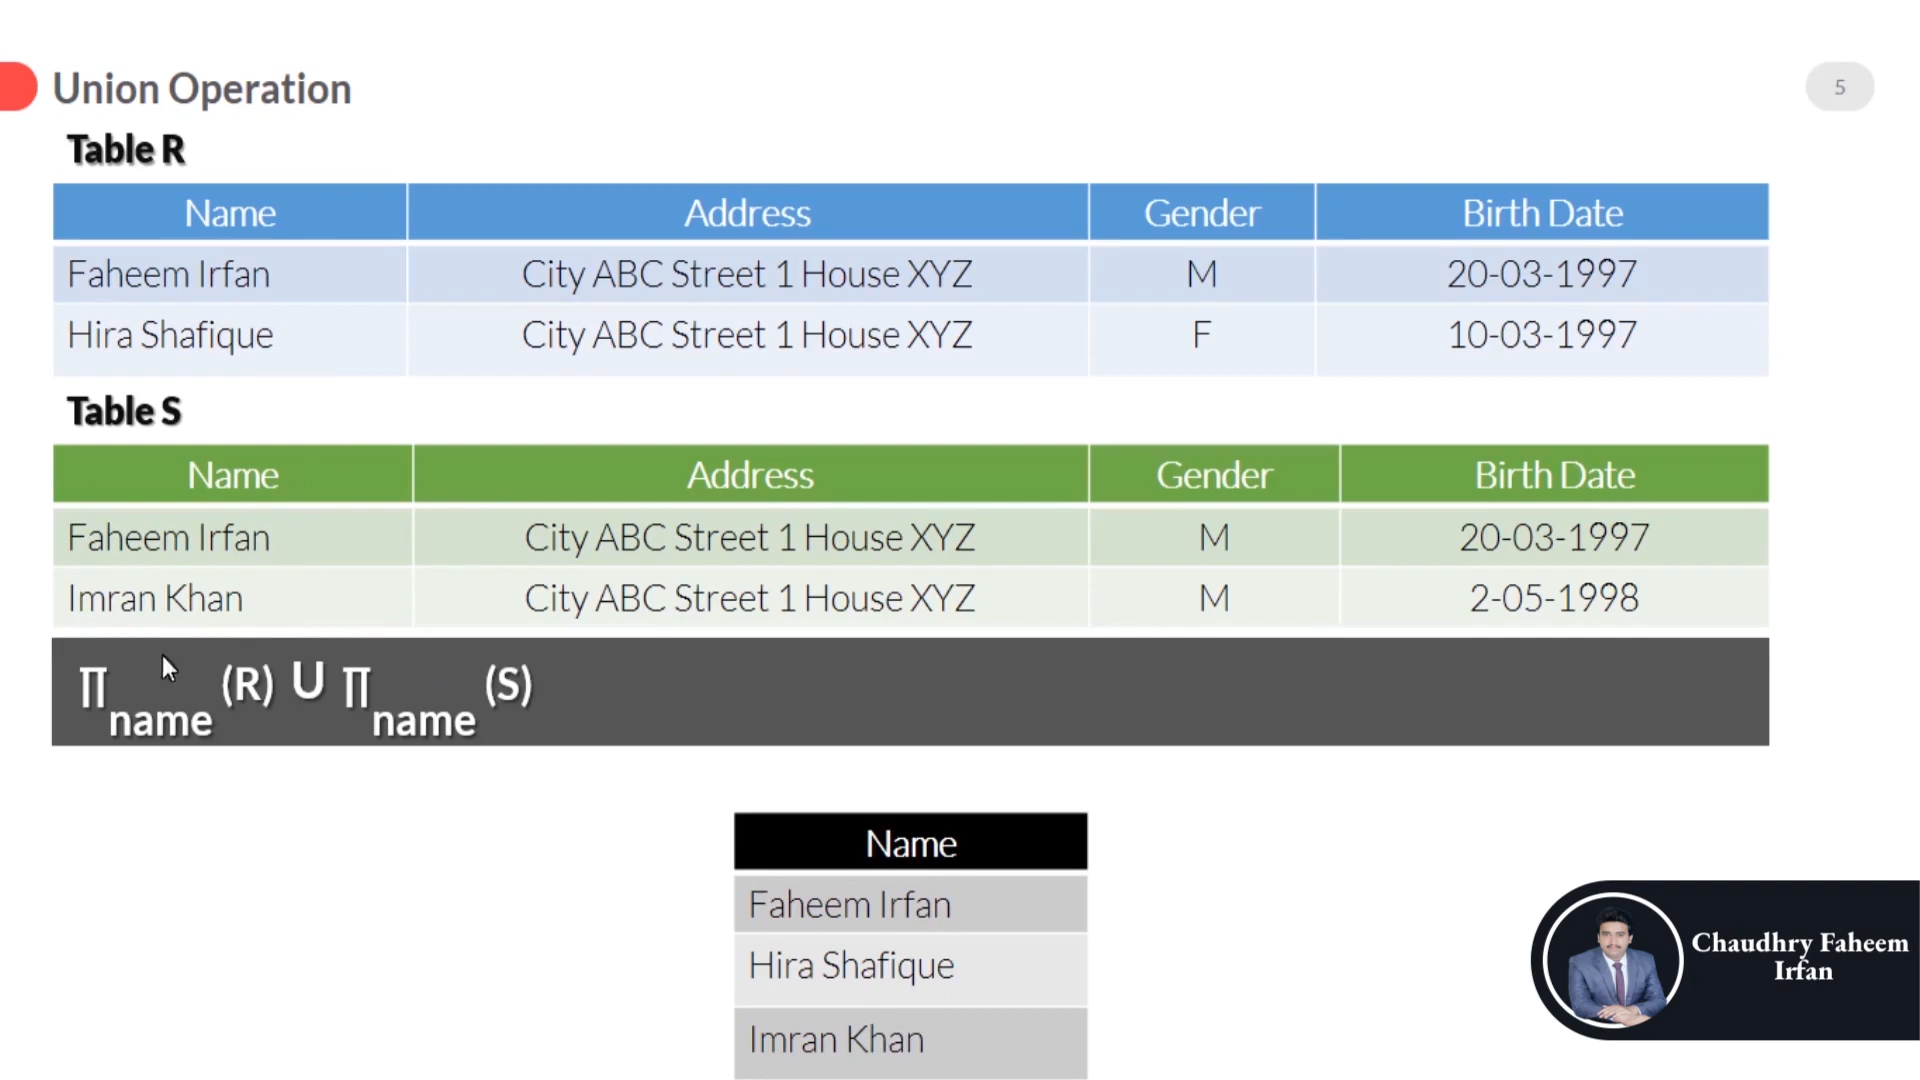 Union Operation
5
Table R
Name Address Gender Birth Date
Faheem Irfan City ABC Street 1 House XYZ M 20-03-1997
Hira Shafique City ABC Street 1 House XYZ F 10-03-1997
Table S
Name Address Gender Birth Date
Faheem Irfan City ABC Street 1 House XYZ M 20-03-1997
Imran Khan City ABC Street 1 House XYZ M 2-05-1998
∏name (R) ∪ ∏name (S)
Name
Faheem Irfan
Hira Shafique
Imran Khan
Chaudhry Faheem
Irfan